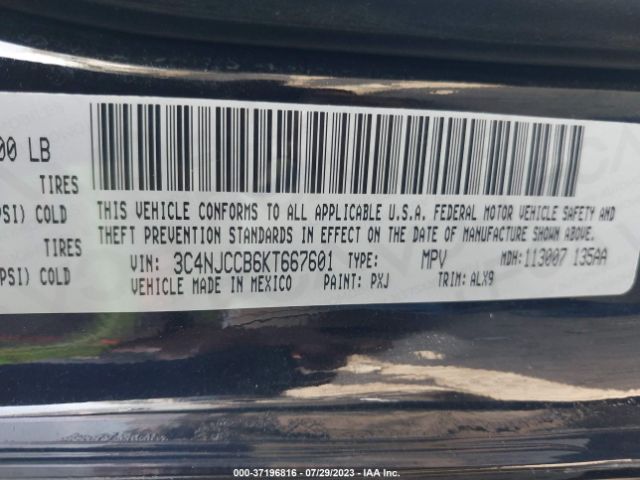 00 LB
TIRES
PSI) COLD
TIRES
PSI) COLD
THIS VEHICLE CONFORMS TO ALL APPLICABLE U.S.A. FEDERAL MOTOR VEHICLE SAFETY AND
THEFT PREVENTION STANDARDS IN EFFECT ON THE DATE OF MANUFACTURE SHOWN ABOVE.
VIN: 3C4NJCCB6KT667601 TYPE: MPV MDH: 113007 135AA
VEHICLE MADE IN MEXICO PAINT: PXJ TRIM: ALX9
000-37196816 - 07/29/2023 - IAA Inc.